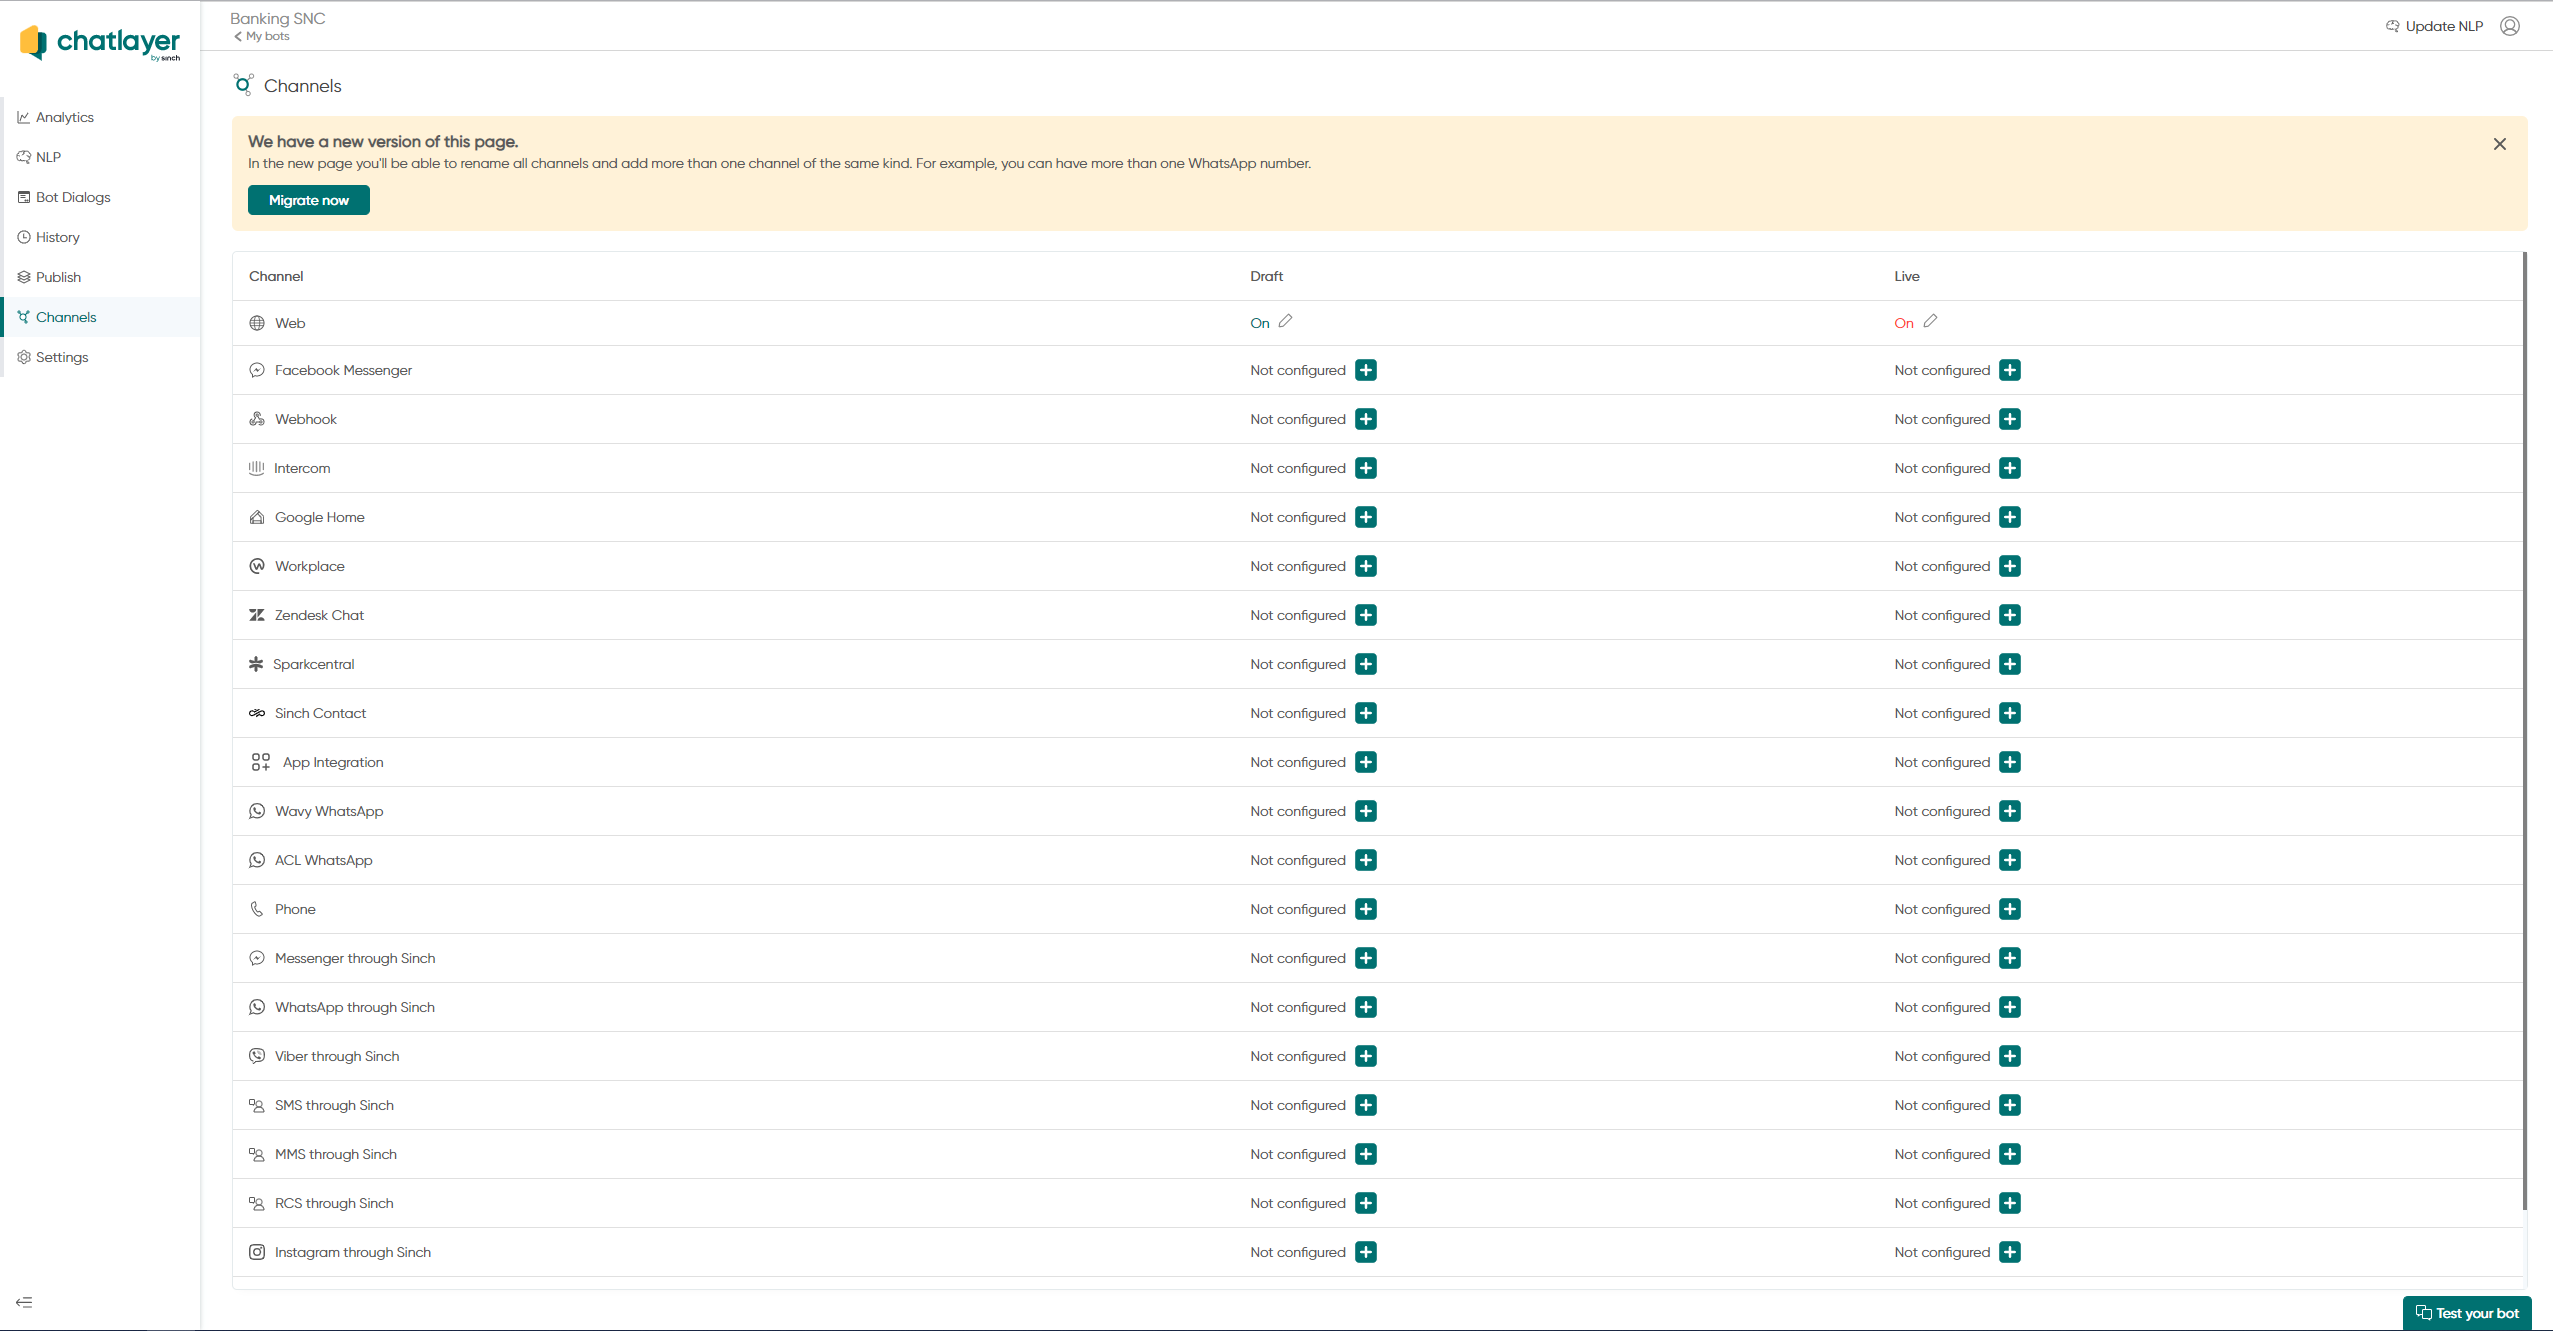 chatlayer
by sinch
Banking SNC
My bots
Update NLP
Analytics
NLP
Bot Dialogs
History
Publish
Channels
Settings
Channels
We have a new version of this page.
In the new page you'll be able to rename all channels and add more than one channel of the same kind. For example, you can have more than one WhatsApp number.
Migrate now
Channel Draft Live
Web On On
Facebook Messenger Not configured Not configured
Webhook Not configured Not configured
Intercom Not configured Not configured
Google Home Not configured Not configured
Workplace Not configured Not configured
Zendesk Chat Not configured Not configured
Sparkcentral Not configured Not configured
Sinch Contact Not configured Not configured
App Integration Not configured Not configured
Wavy WhatsApp Not configured Not configured
ACL WhatsApp Not configured Not configured
Phone Not configured Not configured
Messenger through Sinch Not configured Not configured
WhatsApp through Sinch Not configured Not configured
Viber through Sinch Not configured Not configured
SMS through Sinch Not configured Not configured
MMS through Sinch Not configured Not configured
RCS through Sinch Not configured Not configured
Instagram through Sinch Not configured Not configured
Test your bot